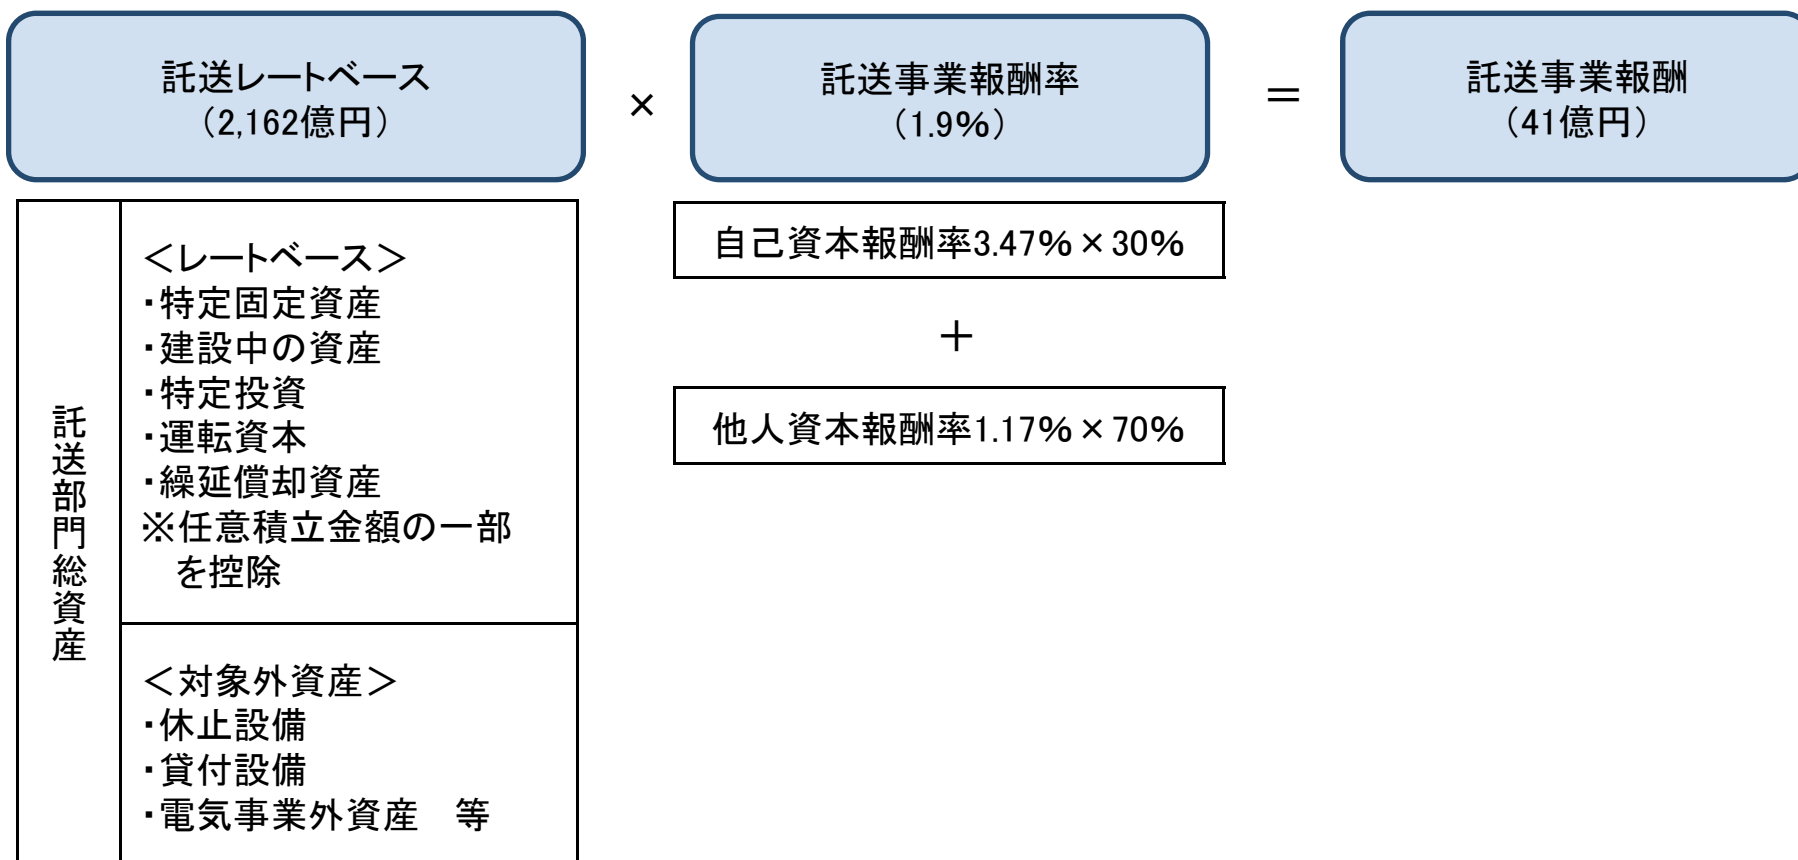 託送レートベース
（2,162億円）
×
託送事業報酬率
（1.9%）
＝
託送事業報酬
（41億円）
託送部門総資産
＜レートベース＞
・特定固定資産
・建設中の資産
・特定投資
・運転資本
・繰延償却資産
※任意積立金額の一部
を控除
＜対象外資産＞
・休止設備
・貸付設備
・電気事業外資産　等
自己資本報酬率3.47%×30%
＋
他人資本報酬率1.17%×70%